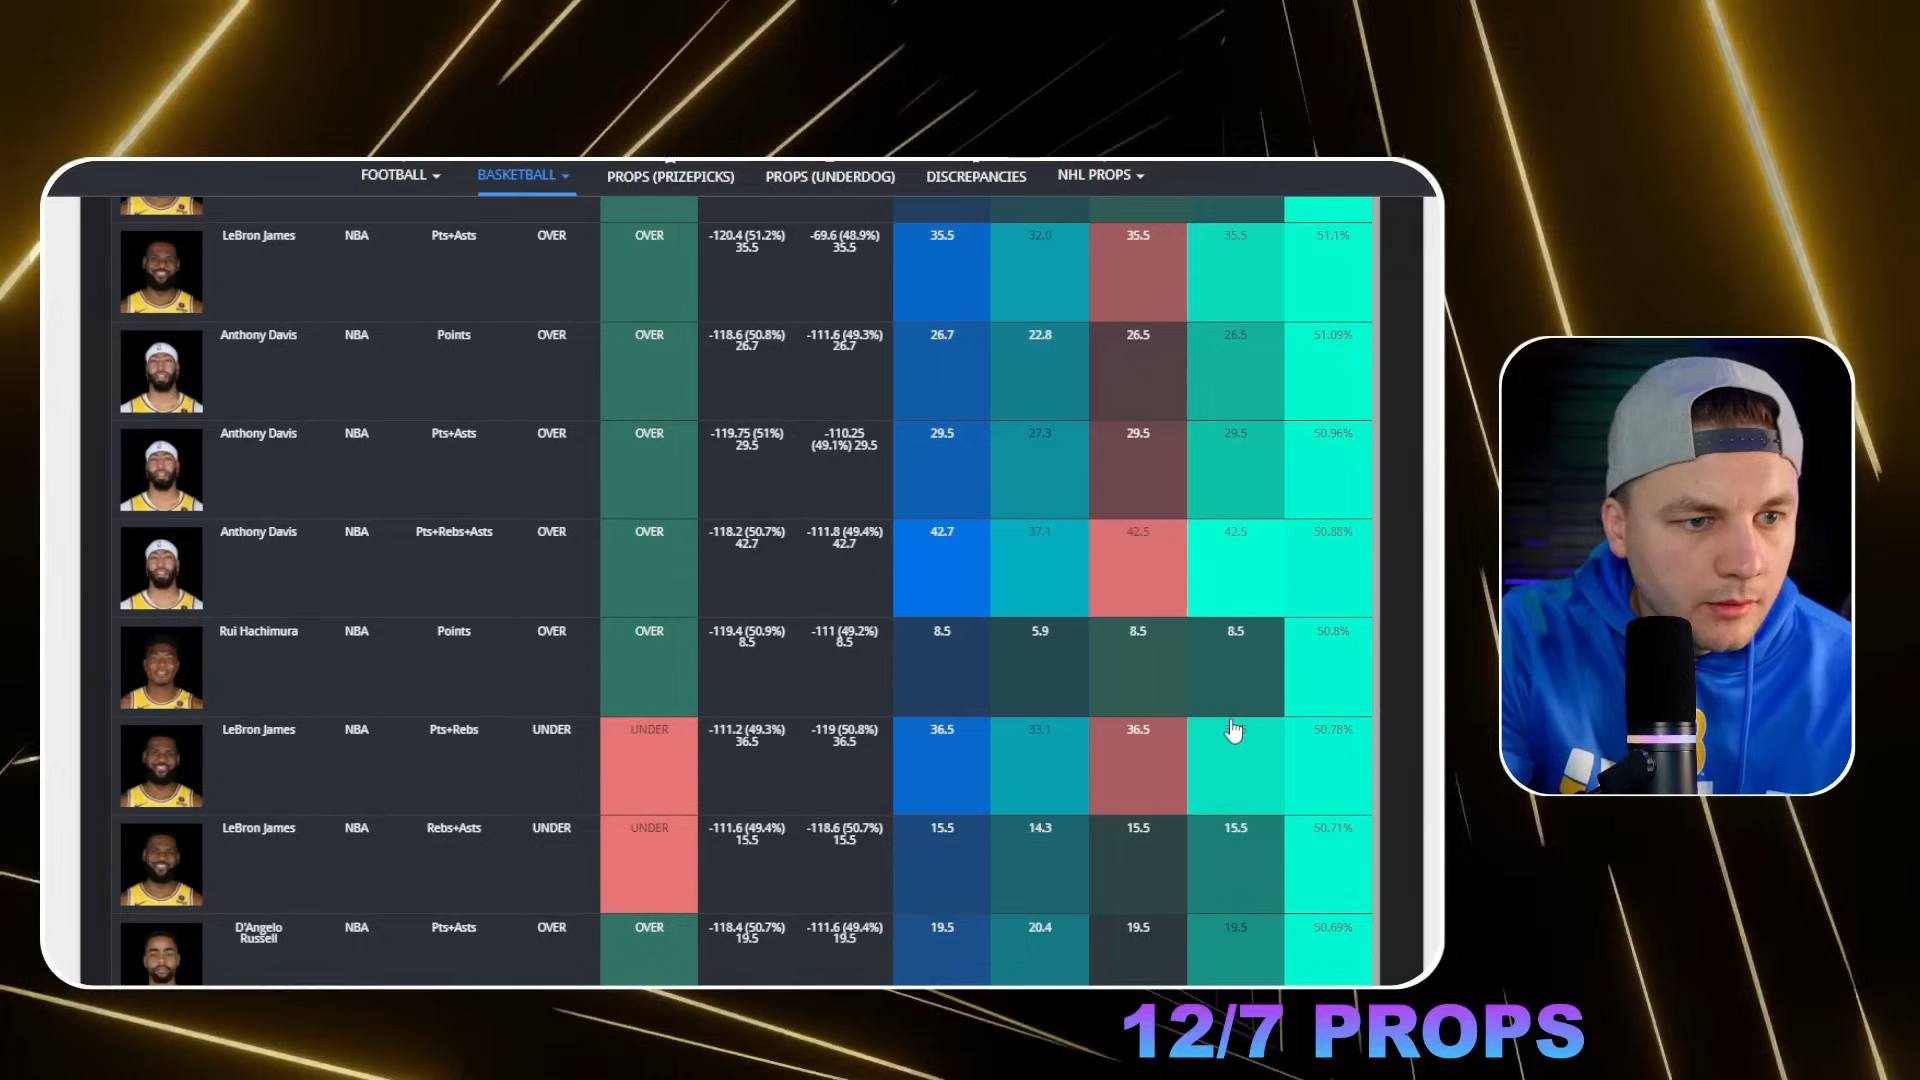 FOOTBALL BASKETBALL PROPS (PRIZEPICKS) PROPS (UNDERDOG) DISCREPANCIES NHL PROPS
LeBron James NBA Pts+Asts OVER OVER -120.4 (51.2%) -69.6 (48.9%) 35.5 32.0 35.5 35.5 51.1%
35.5 35.5
Anthony Davis NBA Points OVER OVER -118.6 (50.8%) -111.6 (49.3%) 26.7 22.8 26.5 26.5 51.09%
26.7 26.7
Anthony Davis NBA Pts+Asts OVER OVER -119.75 (51%) -110.25 29.5 27.3 29.5 29.5 50.96%
29.5 (49.1%) 29.5
Anthony Davis NBA Pts+Rebs+Asts OVER OVER -118.2 (50.7%) -111.8 (49.4%) 42.7 37.1 42.5 42.5 50.88%
42.7 42.7
Rui Hachimura NBA Points OVER OVER -119.4 (50.9%) -111 (49.2%) 8.5 5.9 8.5 8.5 50.8%
8.5 8.5
LeBron James NBA Pts+Rebs UNDER UNDER -111.2 (49.3%) -119 (50.8%) 36.5 33.1 36.5 50.78%
36.5 36.5
LeBron James NBA Rebs+Asts UNDER UNDER -111.6 (49.4%) -118.6 (50.7%) 15.5 14.3 15.5 15.5 50.71%
15.5 15.5
D'Angelo NBA Pts+Asts OVER OVER -118.4 (50.7%) -111.6 (49.4%) 19.5 20.4 19.5 19.5 50.69%
Russell 19.5 19.5
12/7 PROPS